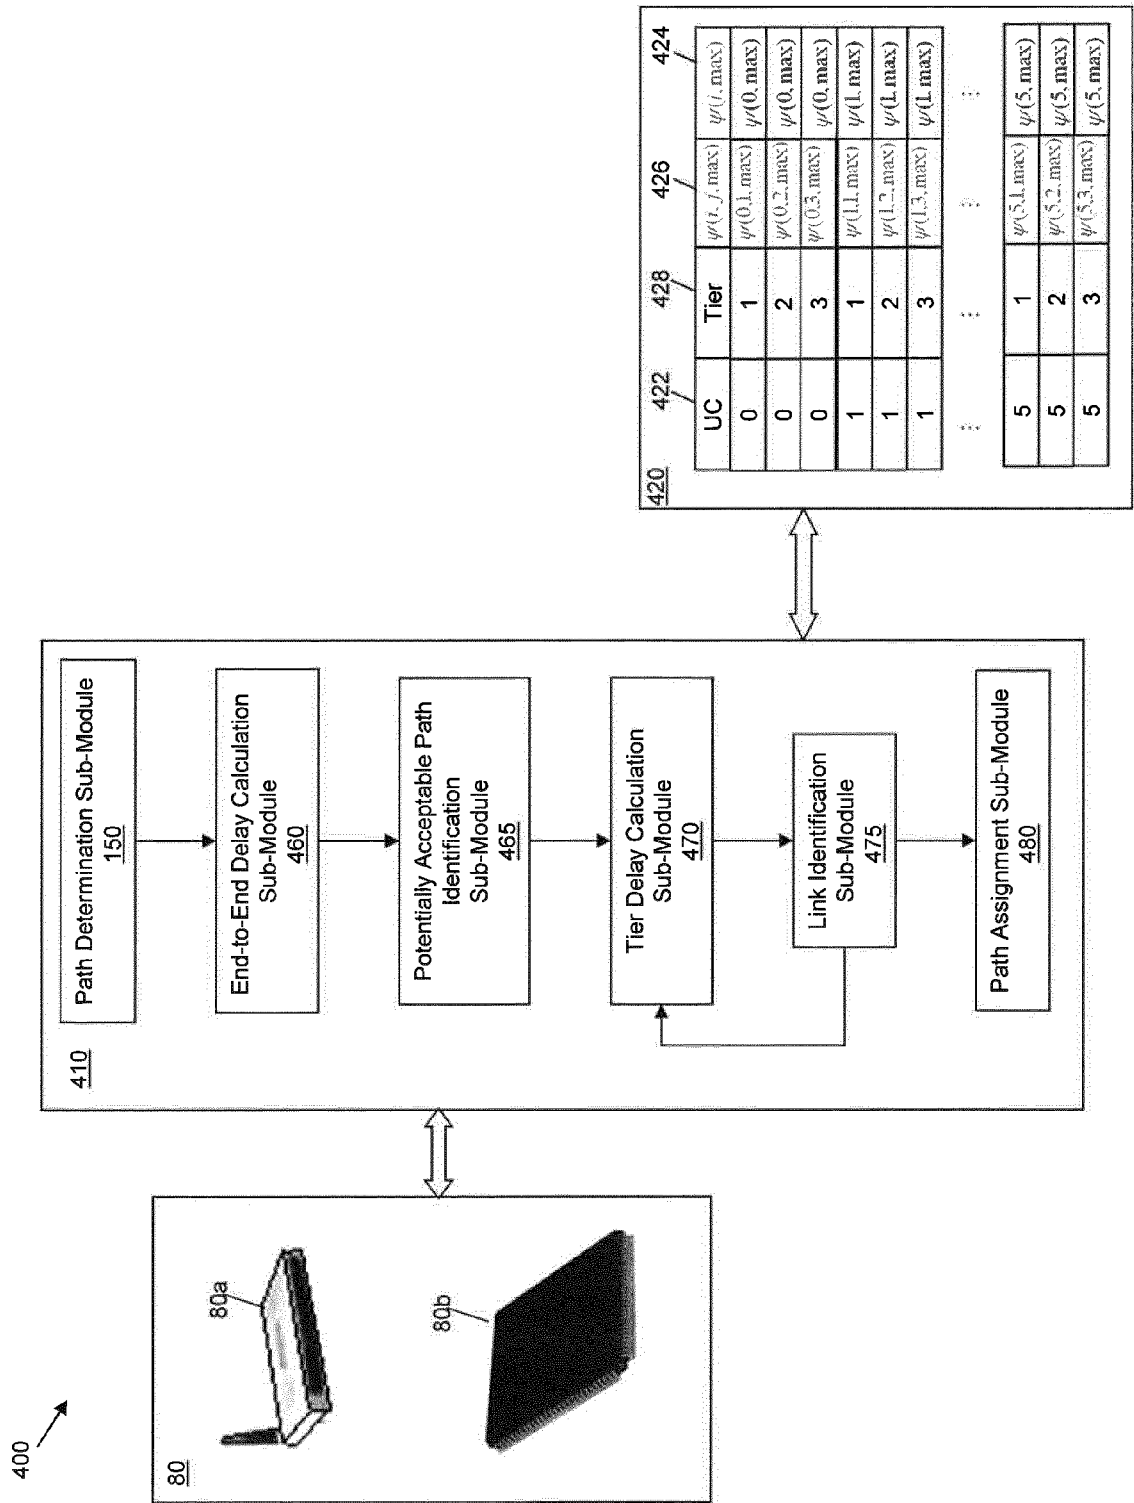 400
80
80a
80b
410
Path Determination Sub-Module
150
End-to-End Delay Calculation
Sub-Module
460
Potentially Acceptable Path
Identification
Sub-Module
465
Tier Delay Calculation
Sub-Module
470
Link Identification
Sub-Module
475
Path Assignment Sub-Module
480
420
422 428 426 424
UC Tier ψ(i, j, max) ψ(i, max)
0 1 ψ(0,1, max) ψ(0, max)
0 2 ψ(0,2, max) ψ(0, max)
0 3 ψ(0,3, max) ψ(0, max)
1 1 ψ(1,1, max) ψ(1, max)
1 2 ψ(1,2, max) ψ(1, max)
1 3 ψ(1,3, max) ψ(1, max)
5 1 ψ(5,1, max) ψ(5, max)
5 2 ψ(5,2, max) ψ(5, max)
5 3 ψ(5,3, max) ψ(5, max)